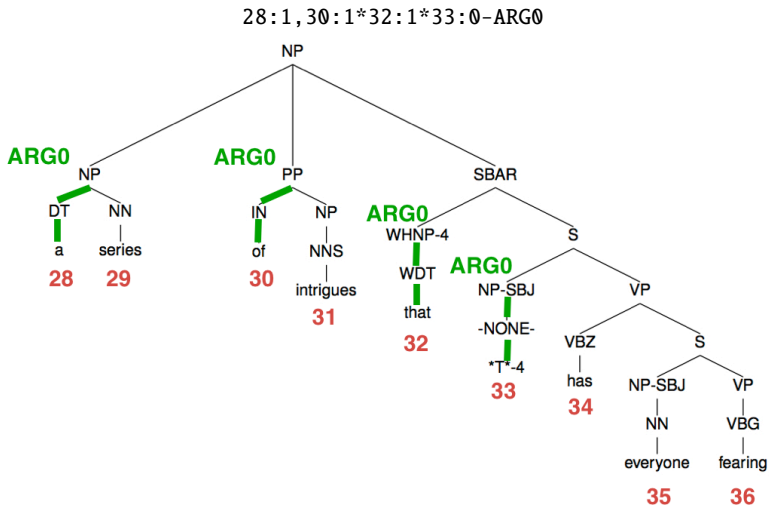 28:1,30:1*32:1*33:0-ARG0
NP
ARG0 ARG0
NP PP SBAR
DT NN IN NP ARG0 WHNP-4 S
a series of NNS WDT ARG0
28 29 30 intrigues that NP-SBJ VP
31 32 -NONE- VBZ S
*T*-4 has NP-SBJ VP
33 34 NN VBG
everyone fearing
35 36